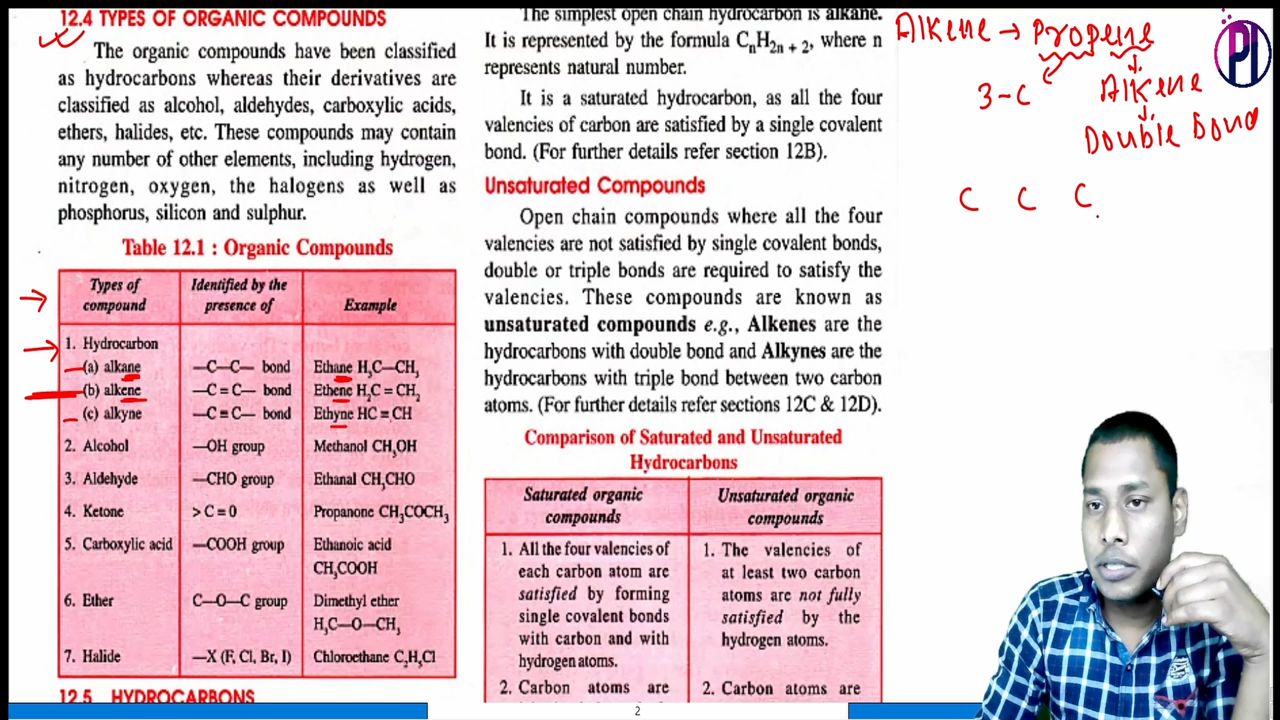 12.4 TYPES OF ORGANIC COMPOUNDS
The organic compounds have been classified
as hydrocarbons whereas their derivatives are
classified as alcohol, aldehydes, carboxylic acids,
ethers, halides, etc. These compounds may contain
any number of other elements, including hydrogen,
nitrogen, oxygen, the halogens as well as
phosphorus, silicon and sulphur.
Table 12.1 : Organic Compounds
Types of compound | Identified by the presence of | Example
1. Hydrocarbon
(a) alkane | —C—C— bond | Ethane H₃C—CH₃
(b) alkene | —C = C— bond | Ethene H₂C = CH₂
(c) alkyne | —C ≡ C— bond | Ethyne HC ≡ CH
2. Alcohol | —OH group | Methanol CH₃OH
3. Aldehyde | —CHO group | Ethanal CH₃CHO
4. Ketone | > C = 0 | Propanone CH₃COCH₃
5. Carboxylic acid | —COOH group | Ethanoic acid
CH₃COOH
6. Ether | C—O—C group | Dimethyl ether
H₃C—O—CH₃
7. Halide | —X (F, Cl, Br, I) | Chloroethane C₂H₅Cl
12.5 HYDROCARBONS
The simplest open chain hydrocarbon is alkane.
It is represented by the formula CₙH₂ₙ ₊ ₂, where n
represents natural number.
It is a saturated hydrocarbon, as all the four
valencies of carbon are satisfied by a single covalent
bond. (For further details refer section 12B).
Unsaturated Compounds
Open chain compounds where all the four
valencies are not satisfied by single covalent bonds,
double or triple bonds are required to satisfy the
valencies. These compounds are known as
unsaturated compounds e.g., Alkenes are the
hydrocarbons with double bond and Alkynes are the
hydrocarbons with triple bond between two carbon
atoms. (For further details refer sections 12C & 12D).
Comparison of Saturated and Unsaturated
Hydrocarbons
Saturated organic compounds | Unsaturated organic compounds
1. All the four valencies of
each carbon atom are
satisfied by forming
single covalent bonds
with carbon and with
hydrogen atoms.
2. Carbon atoms are
1. The valencies of
at least two carbon
atoms are not fully
satisfied by the
hydrogen atoms.
2. Carbon atoms are
Alkene → Propene
3-C
Alkene
Double bond
C C C
PI
2